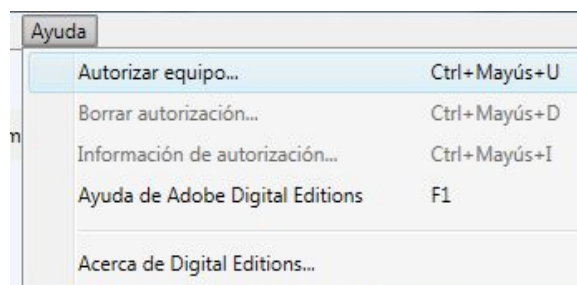 Ayuda
Autorizar equipo... Ctrl+Mayús+U
Borrar autorización... Ctrl+Mayús+D
m
Información de autorización... Ctrl+Mayús+I
Ayuda de Adobe Digital Editions F1
Acerca de Digital Editions...